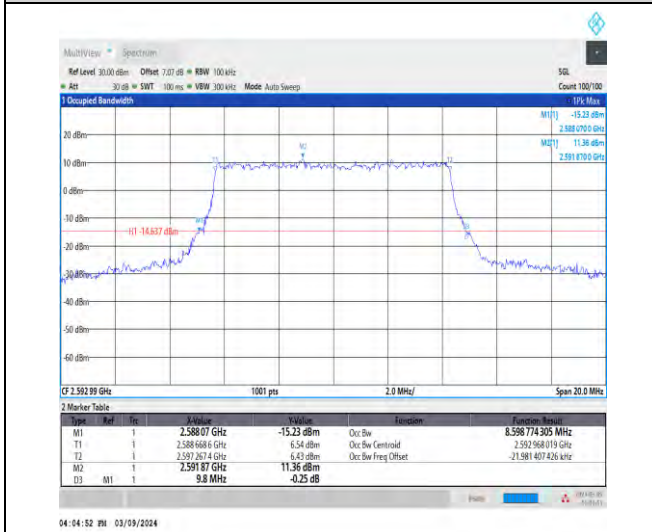 MultiView Spectrum
Ref Level 30.00 dBm Offset 7.07 dB RBW 100 kHz SGL
Att 30 dB SWT 100 ms VBW 300 kHz Mode Auto Sweep Count 100/100
1 Occupied Bandwidth 1Pk Max
M1[1] -15.23 dBm
2.588 070 0 GHz
M2[1] 11.36 dBm
2.591 870 0 GHz
20 dBm
M2
10 dBm
T1 T2
0 dBm
-10 dBm
M1
H1 -14.637 dBm
-20 dBm
-30 dBm
-40 dBm
-50 dBm
-60 dBm
CF 2.592 99 GHz 1001 pts 2.0 MHz/ Span 20.0 MHz
2 Marker Table
Type Ref Trc X-Value Y-Value Function Function Result
M1 1 2.588 07 GHz -15.23 dBm Occ Bw 8.598 774 305 MHz
T1 1 2.588 668 6 GHz 6.54 dBm Occ Bw Centroid 2.592 968 019 GHz
T2 1 2.597 267 4 GHz 6.43 dBm Occ Bw Freq Offset -21.981 407 426 kHz
M2 1 2.591 87 GHz 11.36 dBm
D3 M1 1 9.8 MHz -0.25 dB
04:04:52 PM 03/09/2024